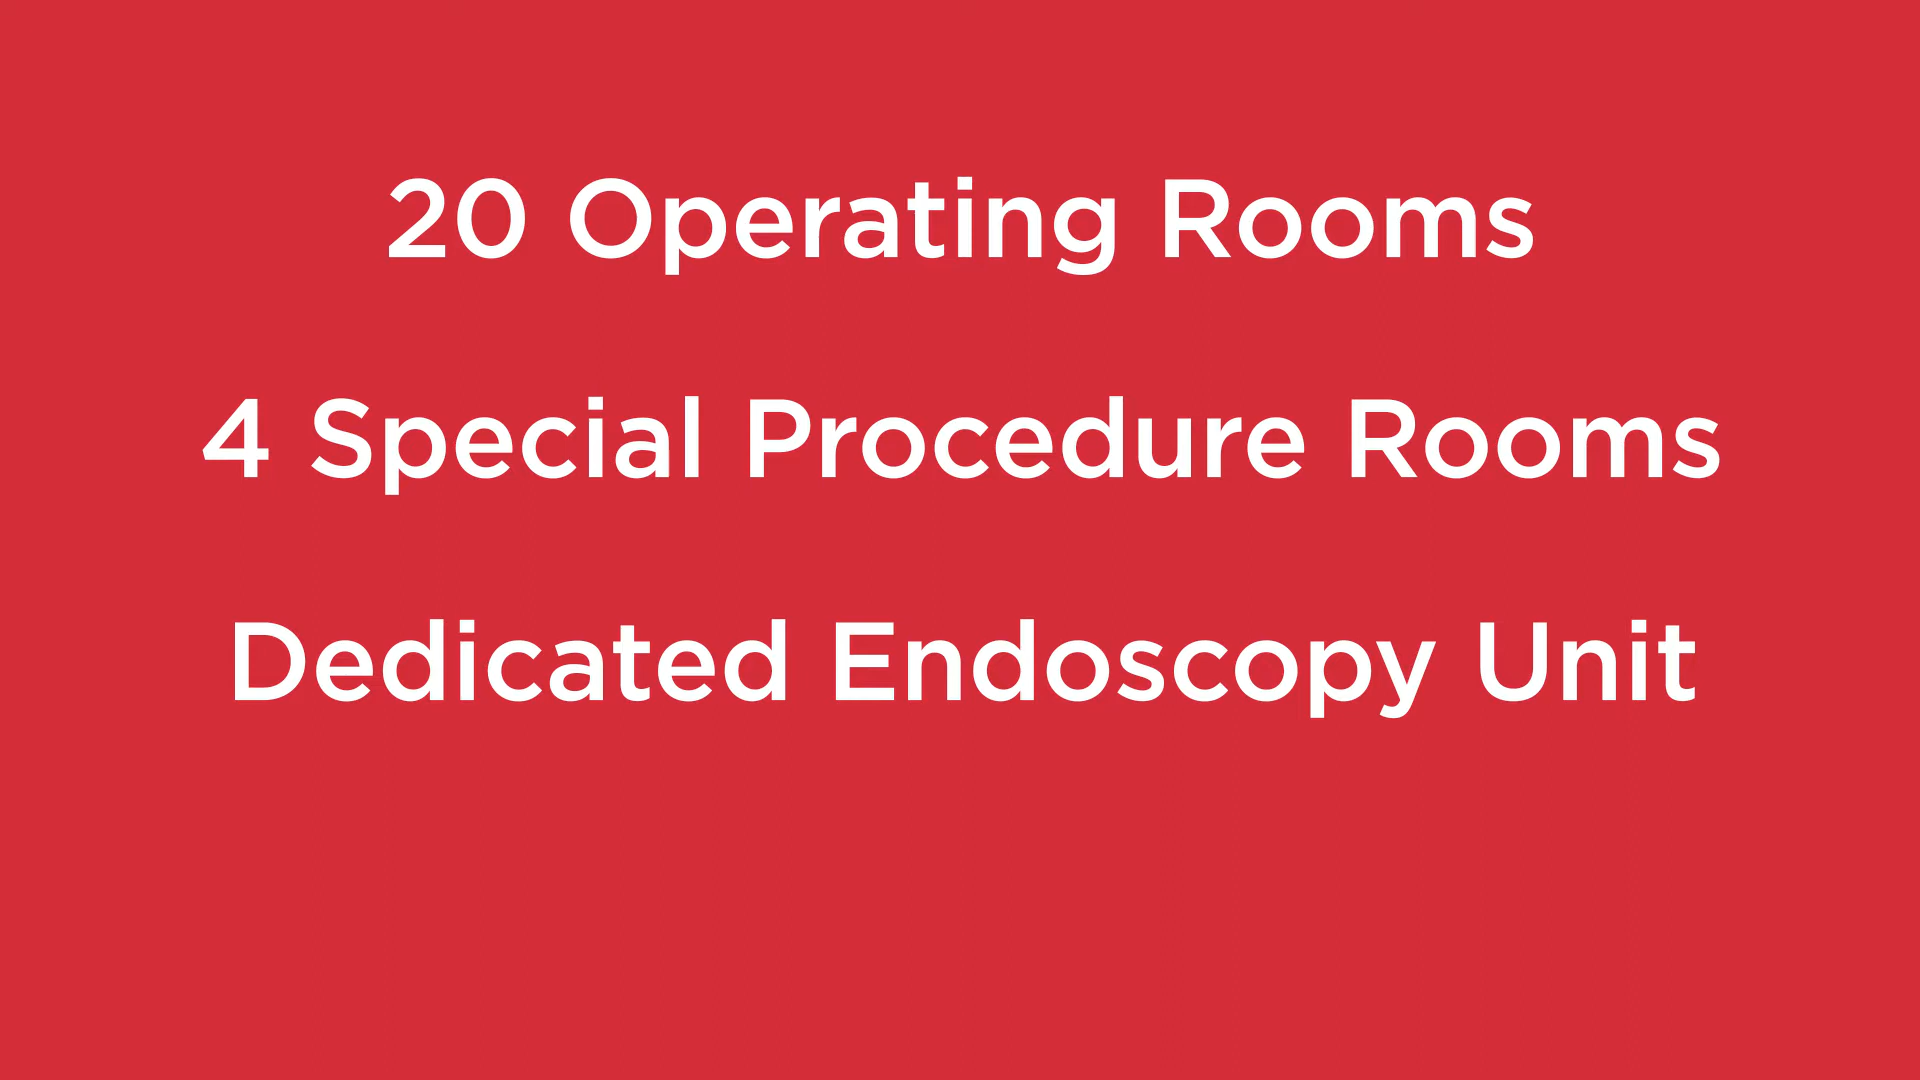 20 Operating Rooms
4 Special Procedure Rooms
Dedicated Endoscopy Unit